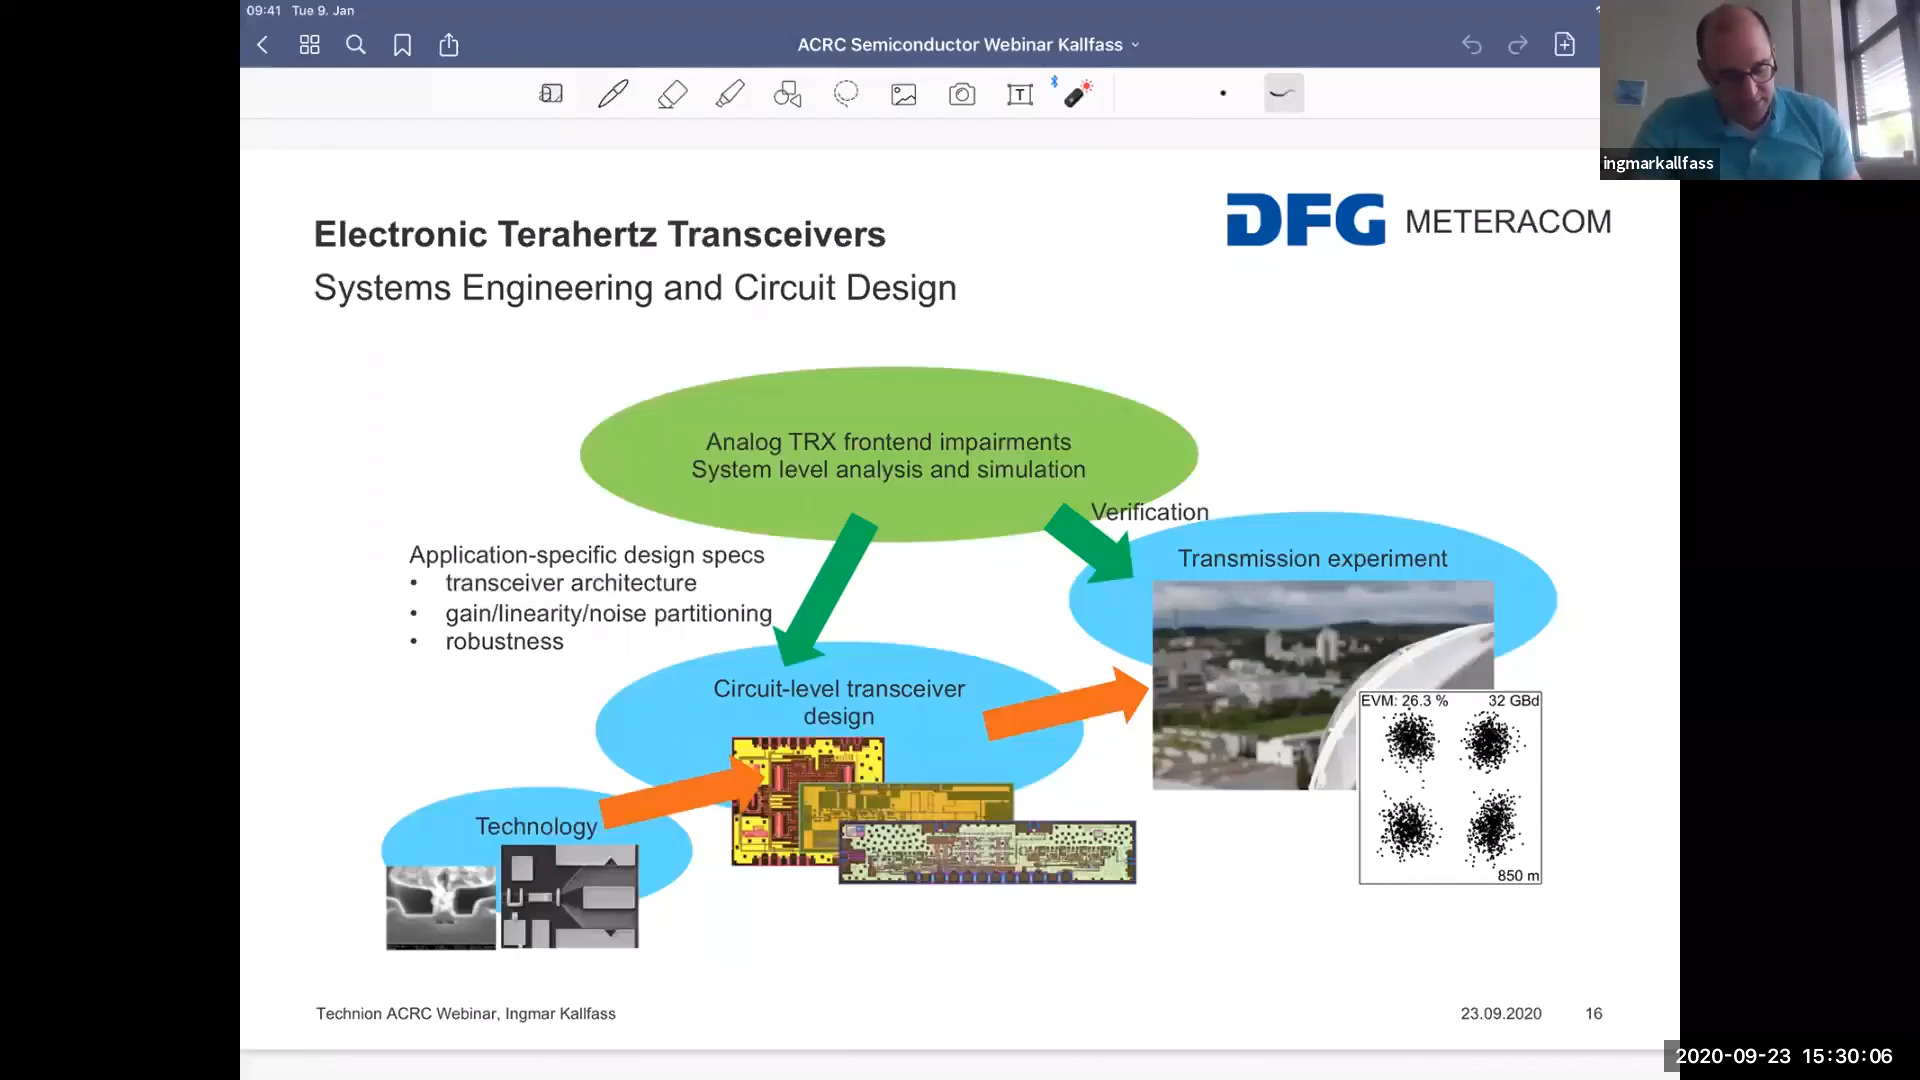 09:41 Tue 9. Jan
ACRC Semiconductor Webinar Kallfass
T
ingmarkallfass
Electronic Terahertz Transceivers
DFG METERACOM
Systems Engineering and Circuit Design
Analog TRX frontend impairments
System level analysis and simulation
Verification
Application-specific design specs
• transceiver architecture
• gain/linearity/noise partitioning
• robustness
Transmission experiment
Circuit-level transceiver
design
EVM: 26.3 % 32 GBd
850 m
Technology
Technion ACRC Webinar, Ingmar Kallfass
23.09.2020 16
2020-09-23 15:30:06